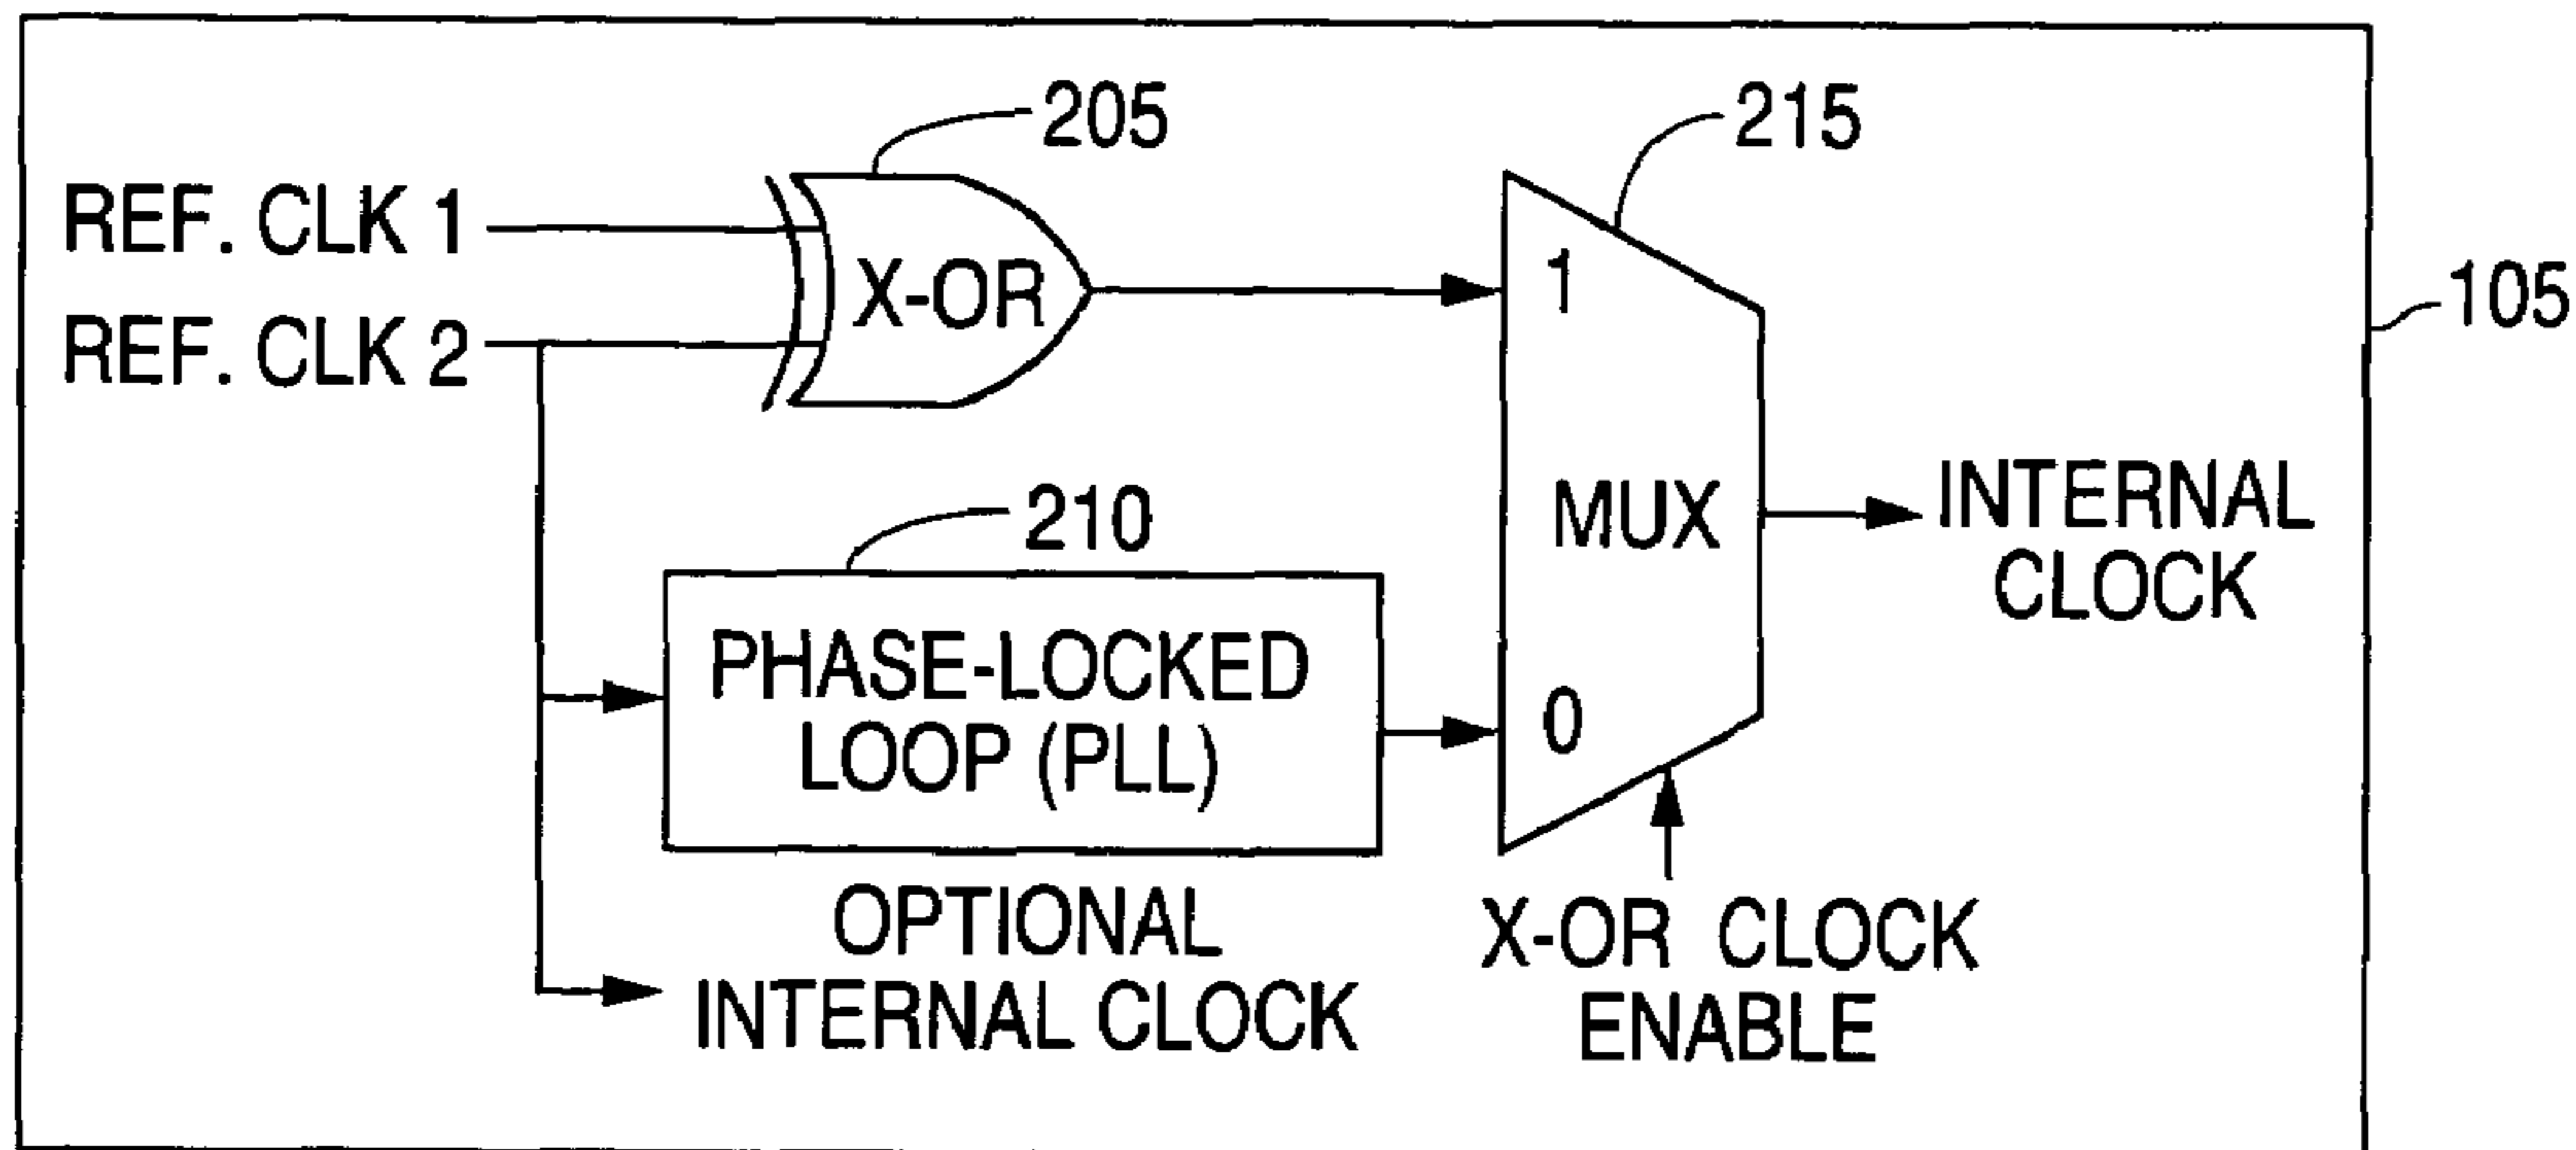 205
215
REF. CLK 1
X-OR
1
105
REF. CLK 2
210
MUX
INTERNAL
CLOCK
PHASE-LOCKED
LOOP (PLL)
0
OPTIONAL
INTERNAL CLOCK
X-OR CLOCK
ENABLE